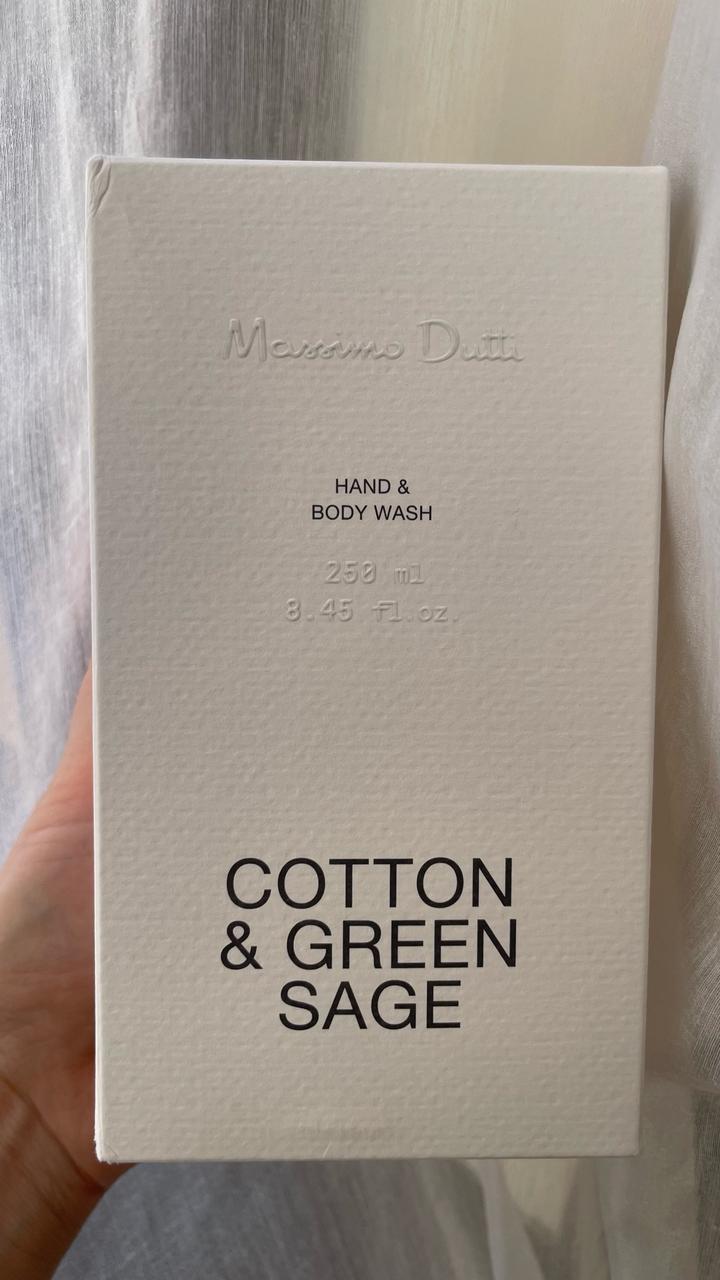 Massimo Dutti
HAND &
BODY WASH
250 ml
8.45 fl.oz.
COTTON
& GREEN
SAGE